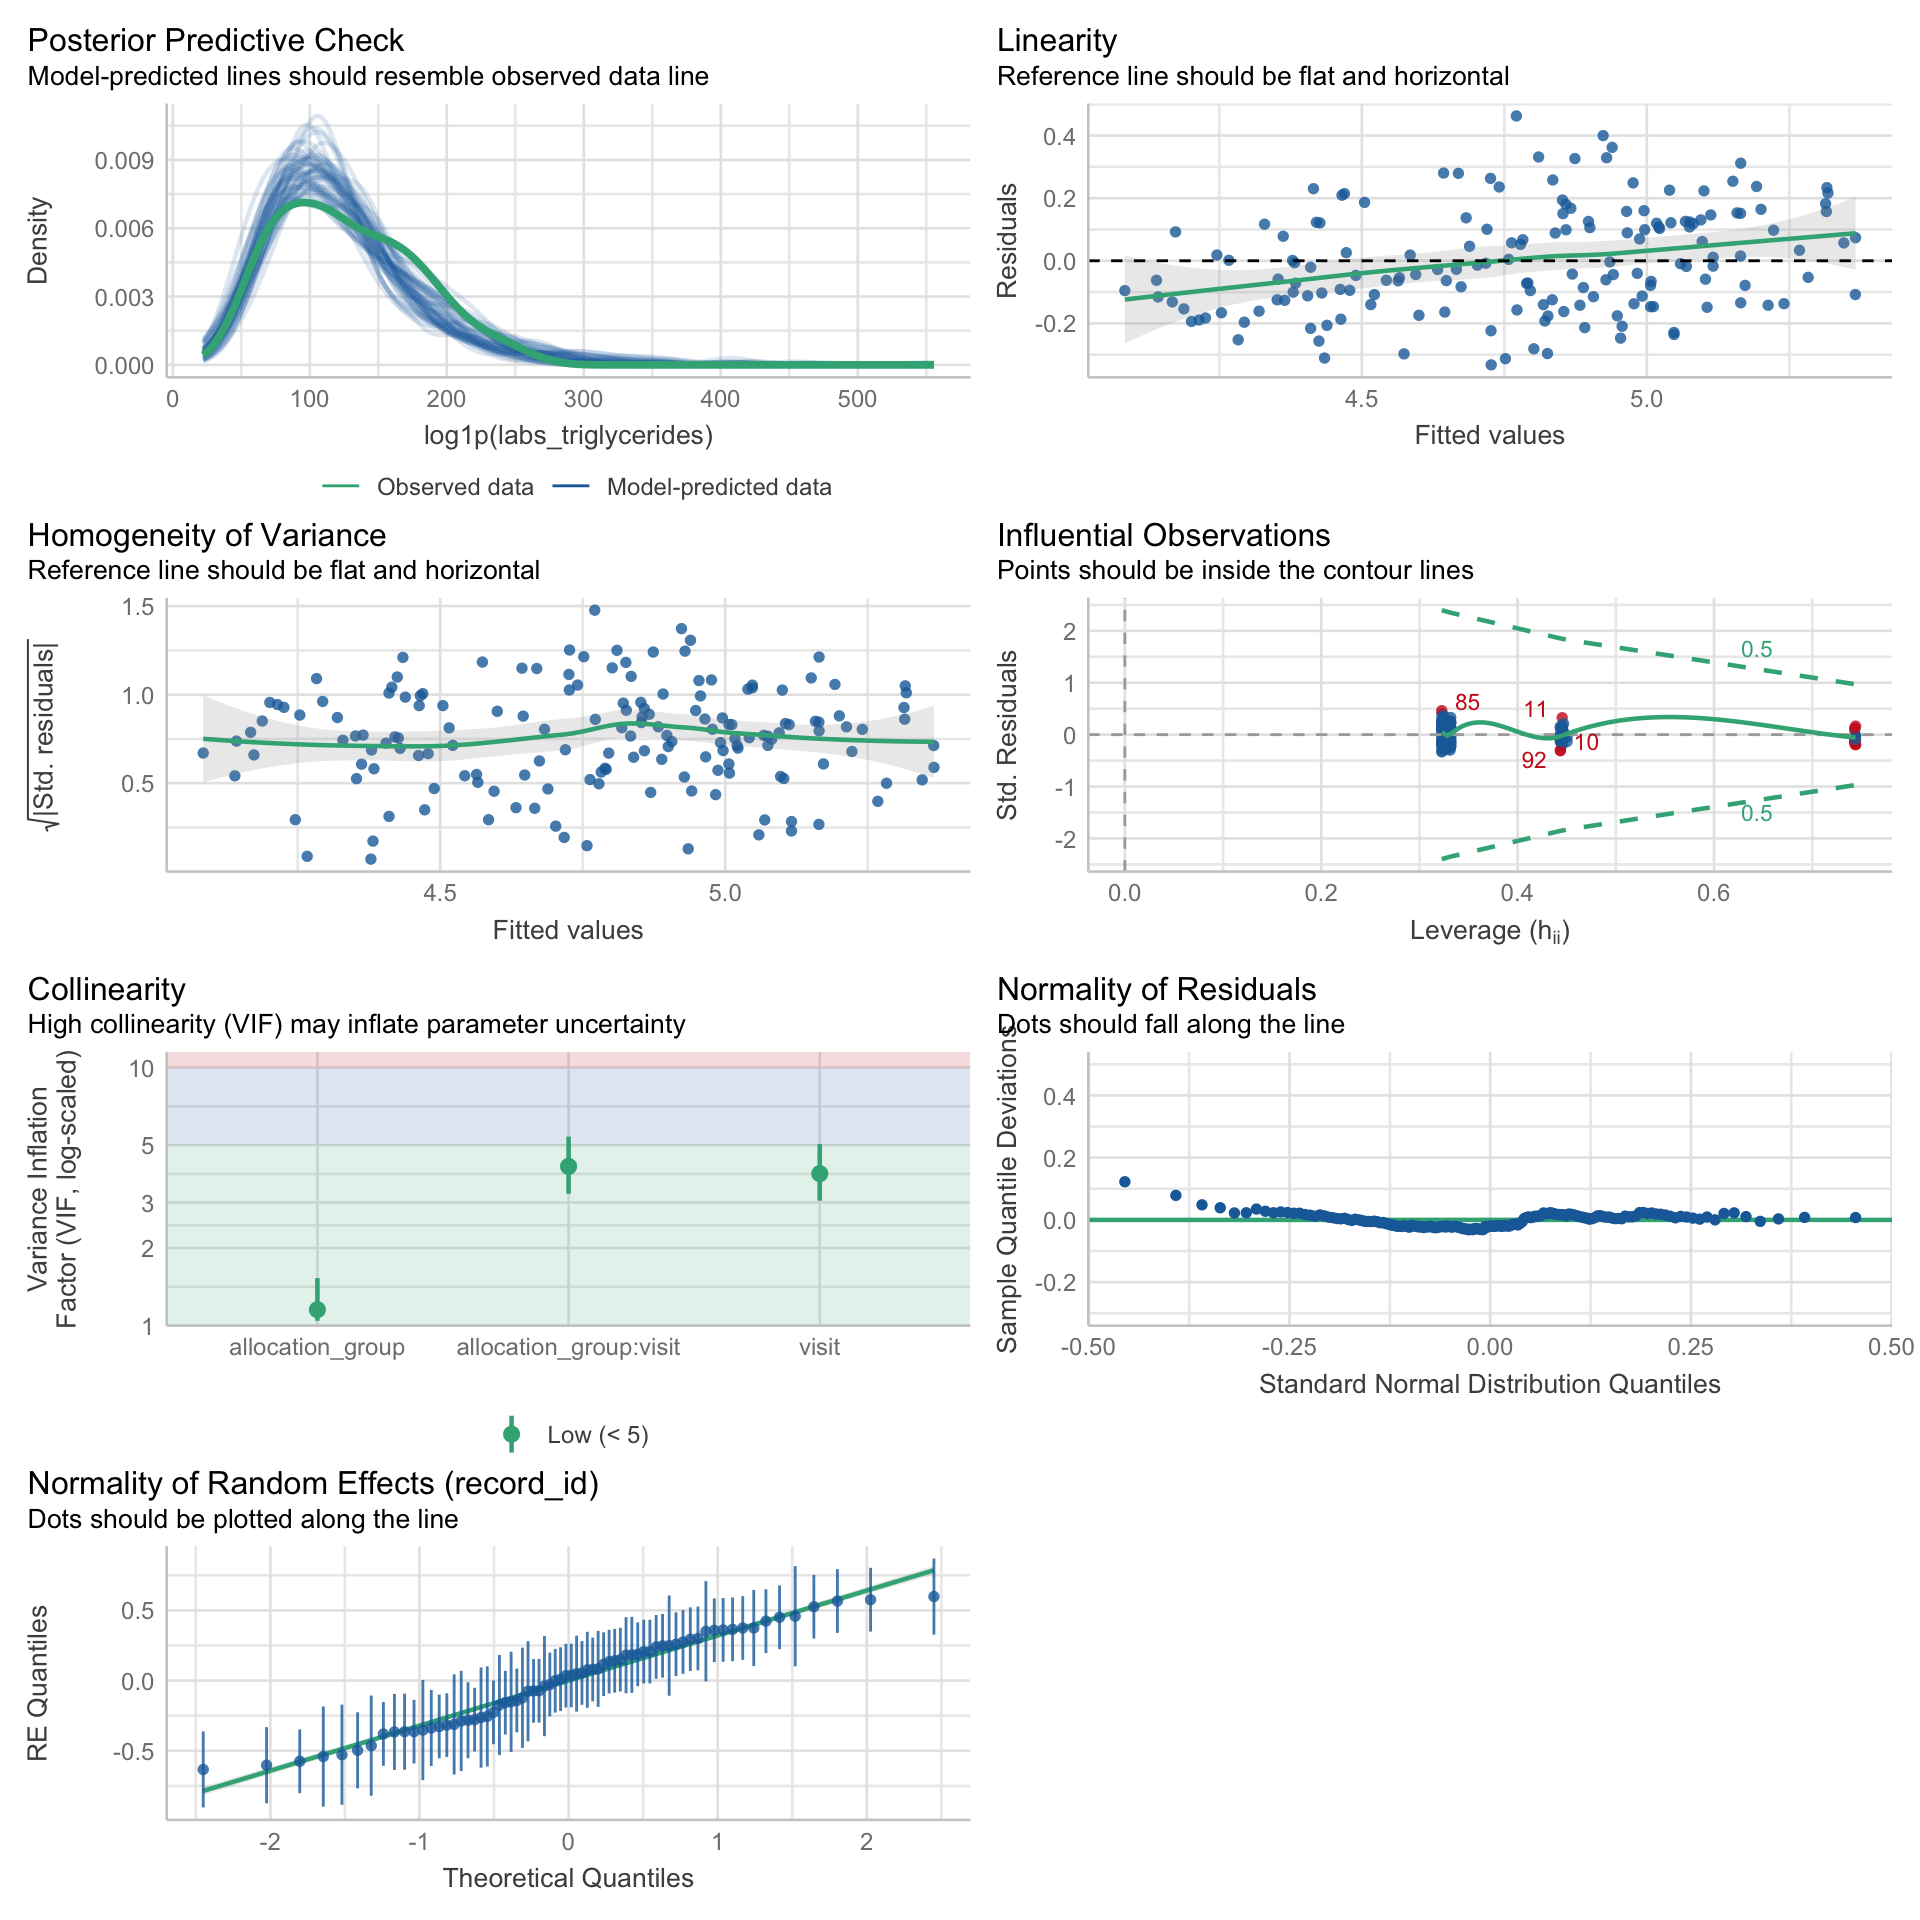 Posterior Predictive Check
Model-predicted lines should resemble observed data line
Density
0.009
0.006
0.003
0.000
0 100 200 300 400 500
log1p(labs_triglycerides)
Observed data Model-predicted data
Linearity
Reference line should be flat and horizontal
Residuals
0.4
0.2
0.0
-0.2
4.5 5.0
Fitted values
Homogeneity of Variance
Reference line should be flat and horizontal
√|Std. residuals|
1.5
1.0
0.5
4.5 5.0
Fitted values
Influential Observations
Points should be inside the contour lines
Std. Residuals
2
1
0
-1
-2
0.5
85
11
10
92
0.5
0.0 0.2 0.4 0.6
Leverage (hii)
Collinearity
High collinearity (VIF) may inflate parameter uncertainty
Variance Inflation
Factor (VIF, log-scaled)
10
5
3
2
1
allocation_group allocation_group:visit visit
Low (< 5)
Normality of Residuals
Dots should fall along the line
Sample Quantile Deviations
0.4
0.2
0.0
-0.2
-0.50 -0.25 0.00 0.25 0.50
Standard Normal Distribution Quantiles
Normality of Random Effects (record_id)
Dots should be plotted along the line
RE Quantiles
0.5
0.0
-0.5
-2 -1 0 1 2
Theoretical Quantiles